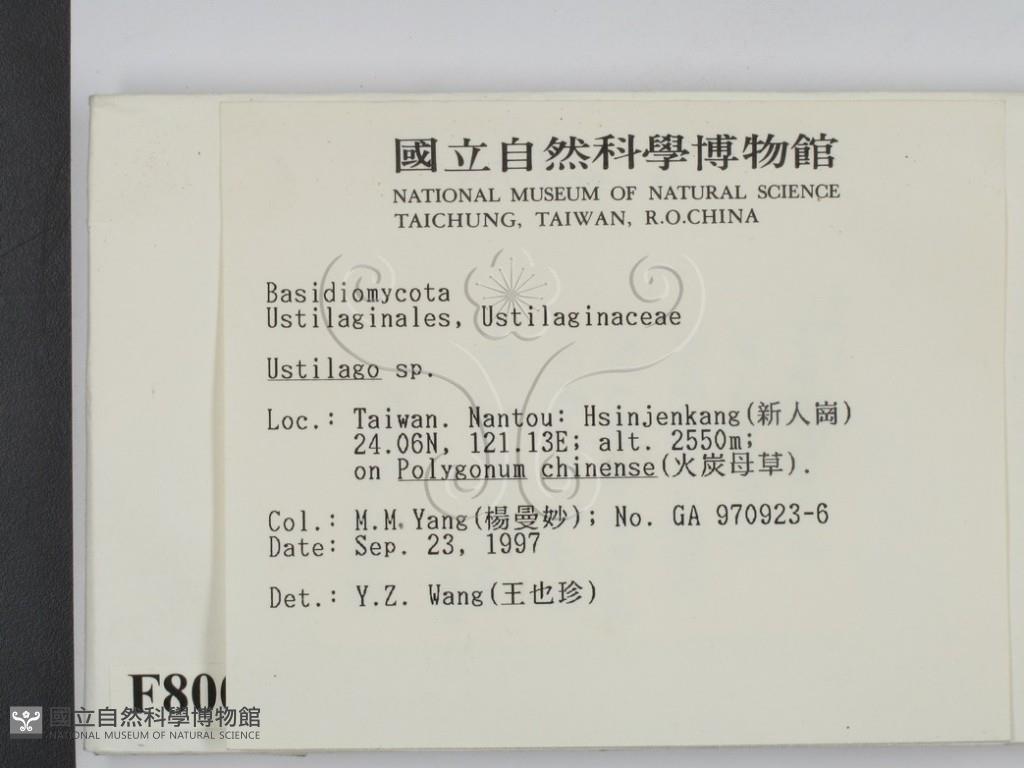 國立自然科學博物館
NATIONAL MUSEUM OF NATURAL SCIENCE
TAICHUNG, TAIWAN, R.O.CHINA
Basidiomycota
Ustilaginales, Ustilaginaceae
Ustilago sp.
Loc.: Taiwan. Nantou: Hsinjenkang(新人崗)
24.06N, 121.13E; alt. 2550m;
on Polygonum chinense(火炭母草).
Col.: M.M. Yang(楊曼妙); No. GA 970923-6
Date: Sep. 23, 1997
Det.: Y.Z. Wang(王也珍)
F80
國立自然科學博物館
NATIONAL MUSEUM OF NATURAL SCIENCE